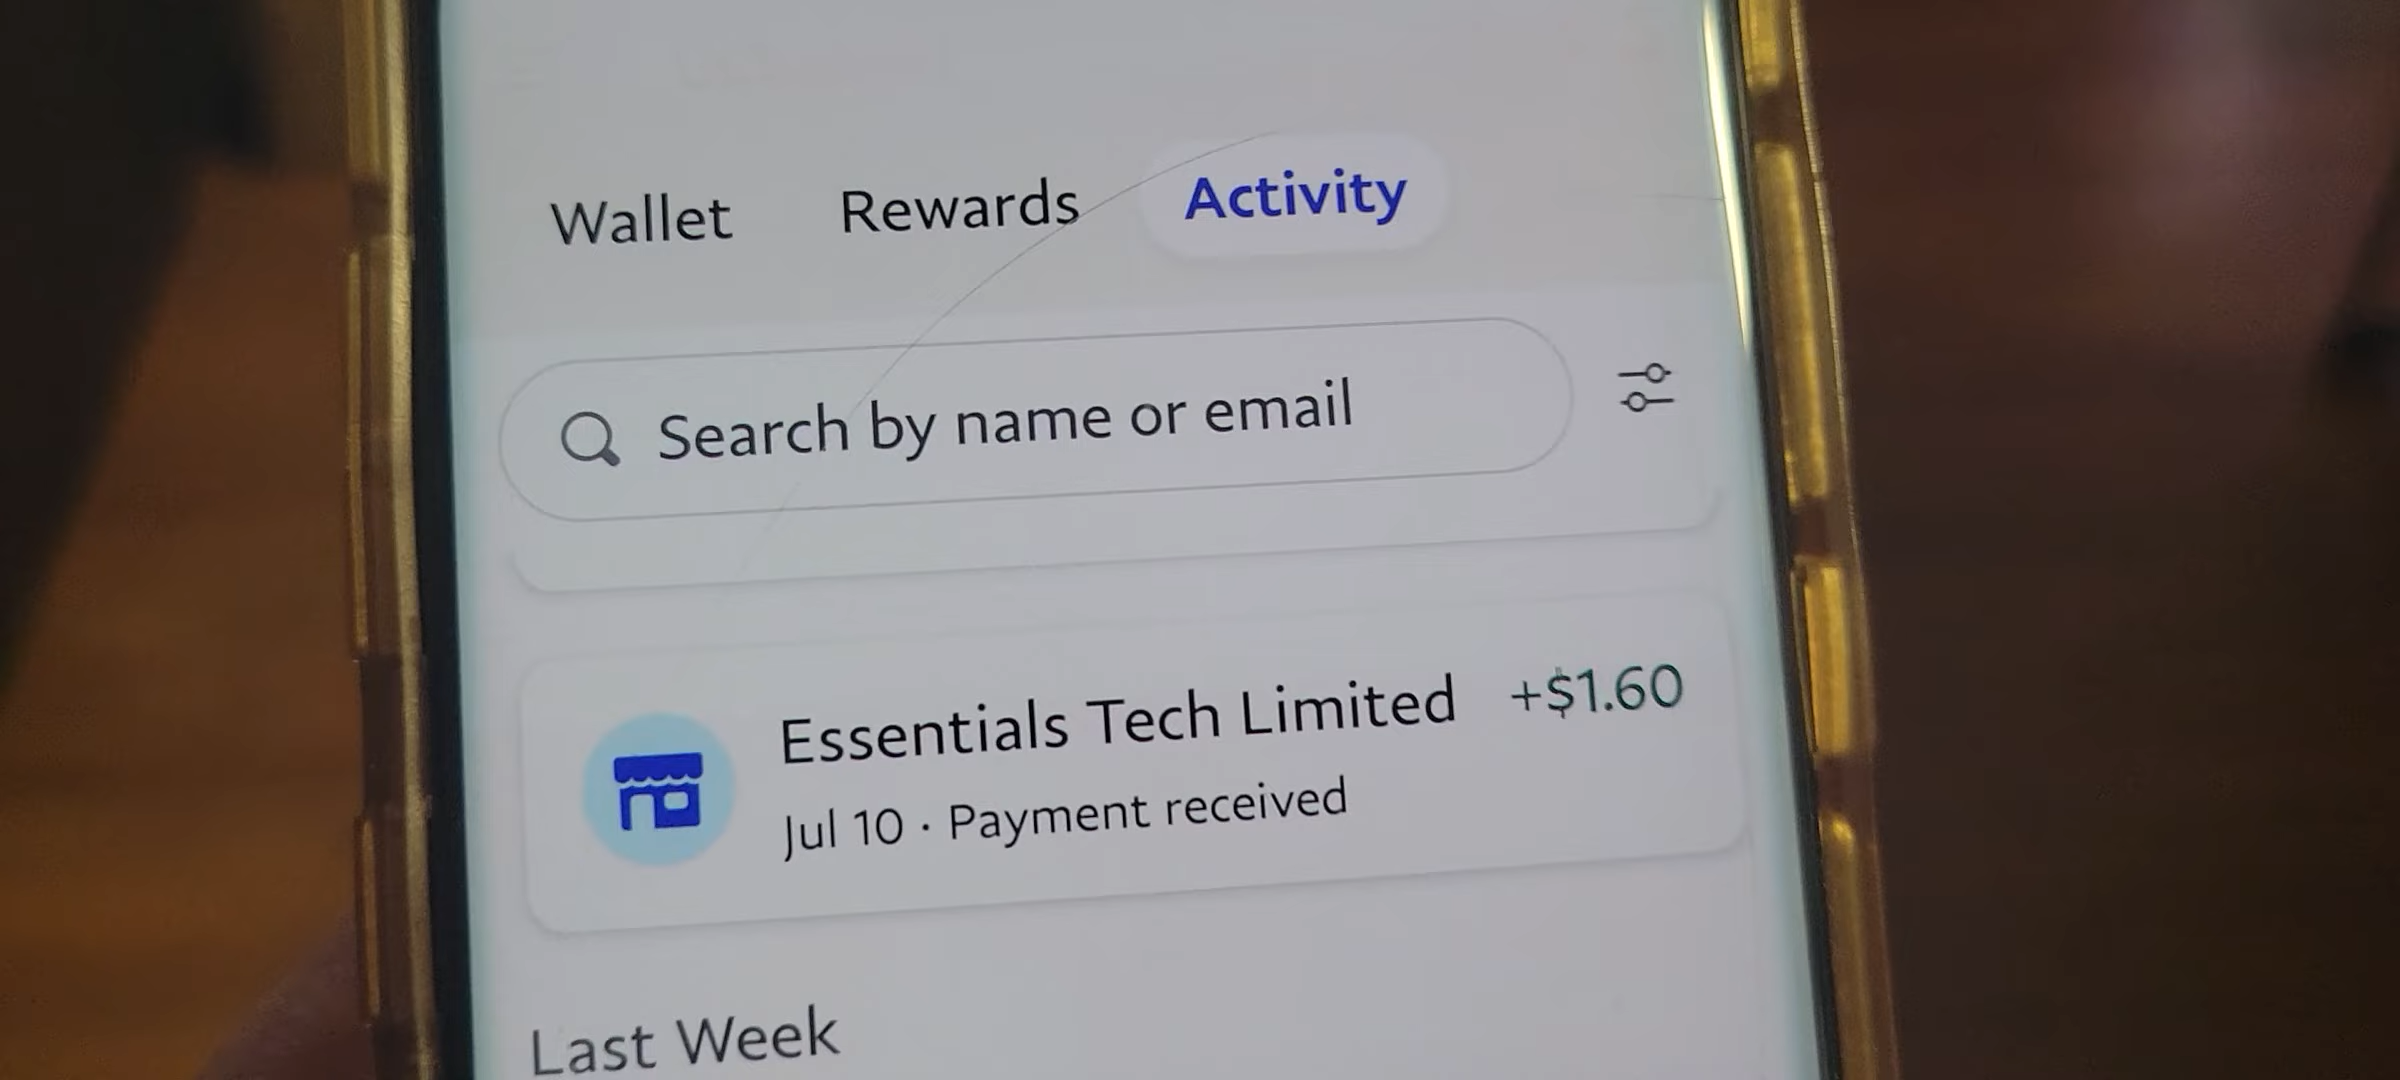 Wallet Rewards Activity
Search by name or email
Essentials Tech Limited +$1.60
Jul 10 · Payment received
Last Week